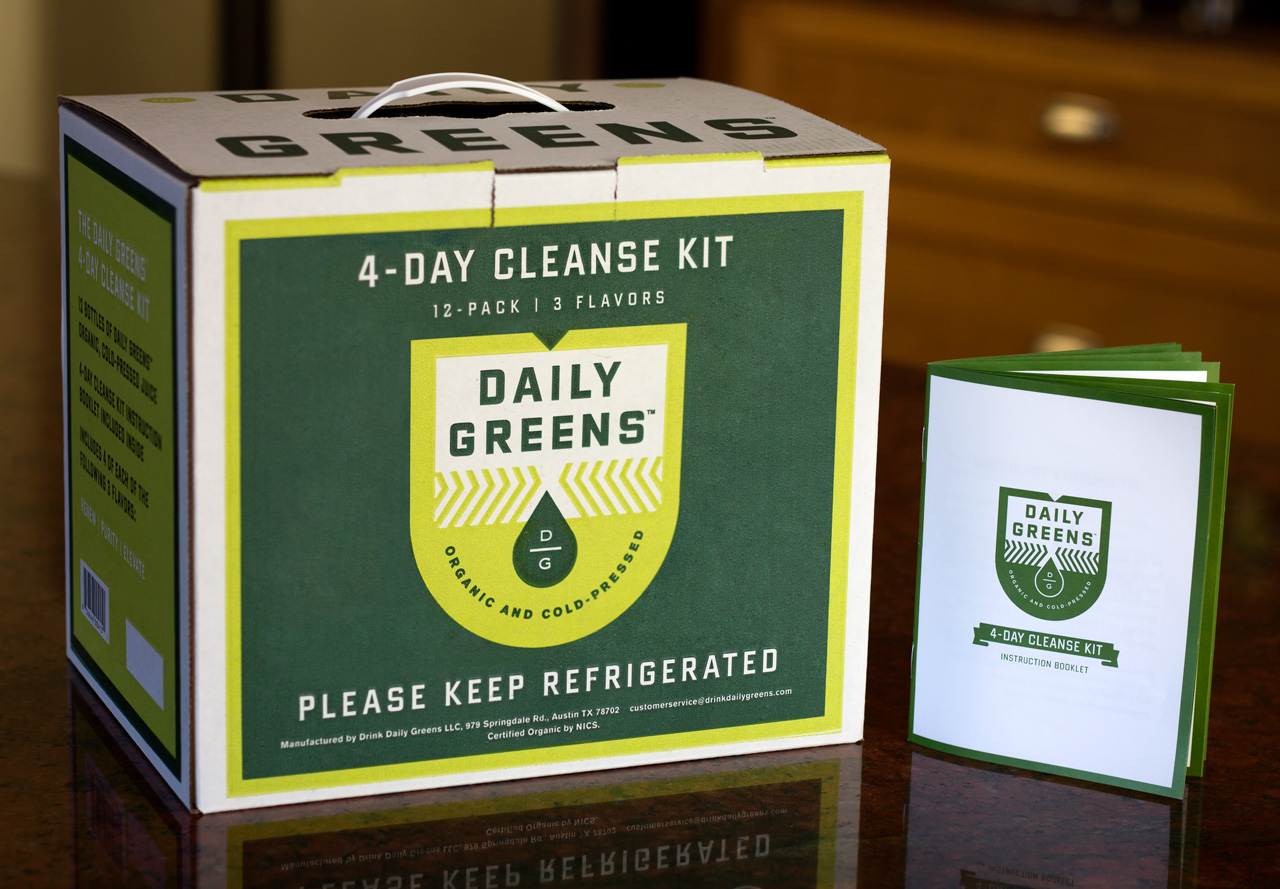 DAILY
GREENS™
THE DAILY GREENS
4-DAY CLEANSE KIT
12 BOTTLES OF DAILY GREENS™
ORGANIC, COLD-PRESSED JUICE
4-DAY CLEANSE KIT INSTRUCTION
BOOKLET INCLUDED INSIDE
INCLUDES 4 OF EACH OF THE
FOLLOWING 3 FLAVORS:
RENEW | PURITY | ELEVATE
4-DAY CLEANSE KIT
12-PACK | 3 FLAVORS
DAILY
GREENS™
D
G
ORGANIC AND COLD-PRESSED
PLEASE KEEP REFRIGERATED
Manufactured by Drink Daily Greens LLC, 979 Springdale Rd., Austin TX 78702 customerservice@drinkdailygreens.com
Certified Organic by NICS.
DAILY
GREENS
D
G
ORGANIC AND COLD-PRESSED
4-DAY CLEANSE KIT
INSTRUCTION BOOKLET